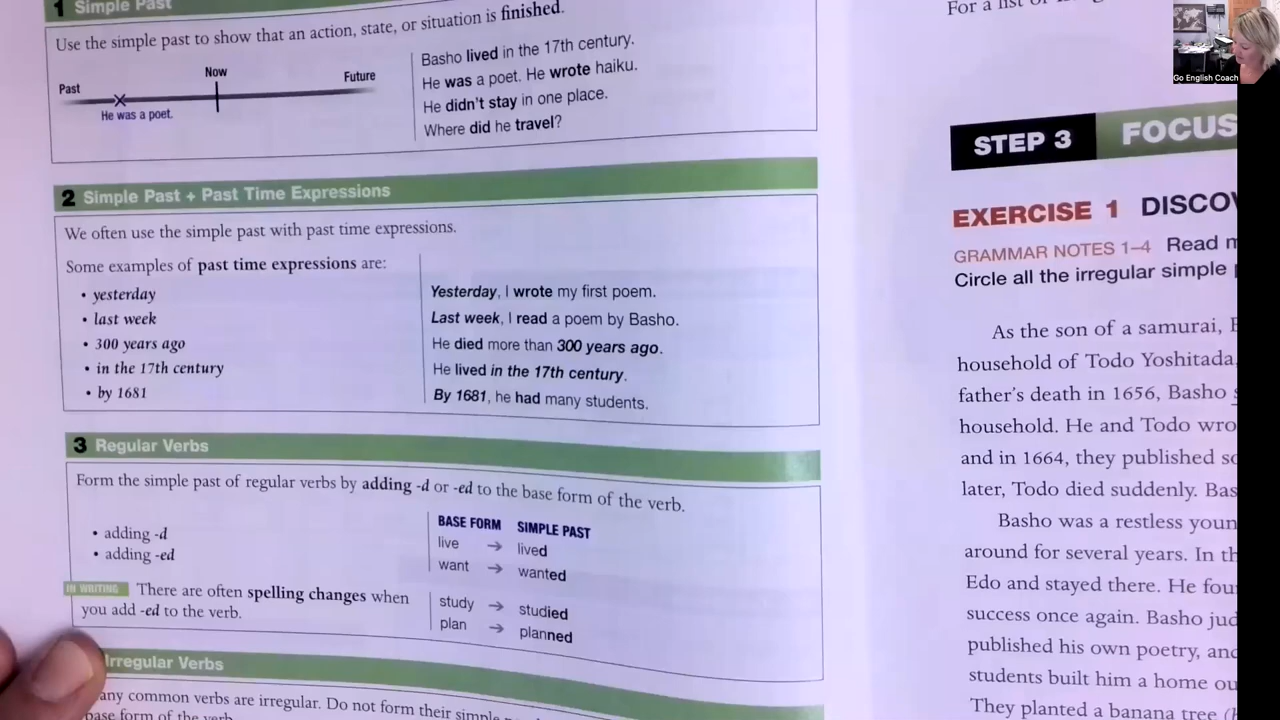 1 Simple Past
Use the simple past to show that an action, state, or situation is finished.
Past
Now
Future
He was a poet.
Basho lived in the 17th century.
He was a poet. He wrote haiku.
He didn't stay in one place.
Where did he travel?
2 Simple Past + Past Time Expressions
We often use the simple past with past time expressions.
Some examples of past time expressions are:
• yesterday
• last week
• 300 years ago
• in the 17th century
• by 1681
Yesterday, I wrote my first poem.
Last week, I read a poem by Basho.
He died more than 300 years ago.
He lived in the 17th century.
By 1681, he had many students.
3 Regular Verbs
Form the simple past of regular verbs by adding -d or -ed to the base form of the verb.
• adding -d
• adding -ed
BASE FORM SIMPLE PAST
live → lived
want → wanted
IN WRITING There are often spelling changes when
you add -ed to the verb.
study → studied
plan → planned
Irregular Verbs
any common verbs are irregular. Do not form their simple
base form of the verb.
For a list of
Go English Coach
STEP 3 FOCUS
EXERCISE 1 DISCO
GRAMMAR NOTES 1–4 Read
Circle all the irregular simple
As the son of a samurai,
household of Todo Yoshitada,
father's death in 1656, Basho
household. He and Todo wro
and in 1664, they published
later, Todo died suddenly. Bas
Basho was a restless youn
around for several years. In th
Edo and stayed there. He fou
success once again. Basho jud
published his own poetry, and
students built him a home ou
They planted a banana tree